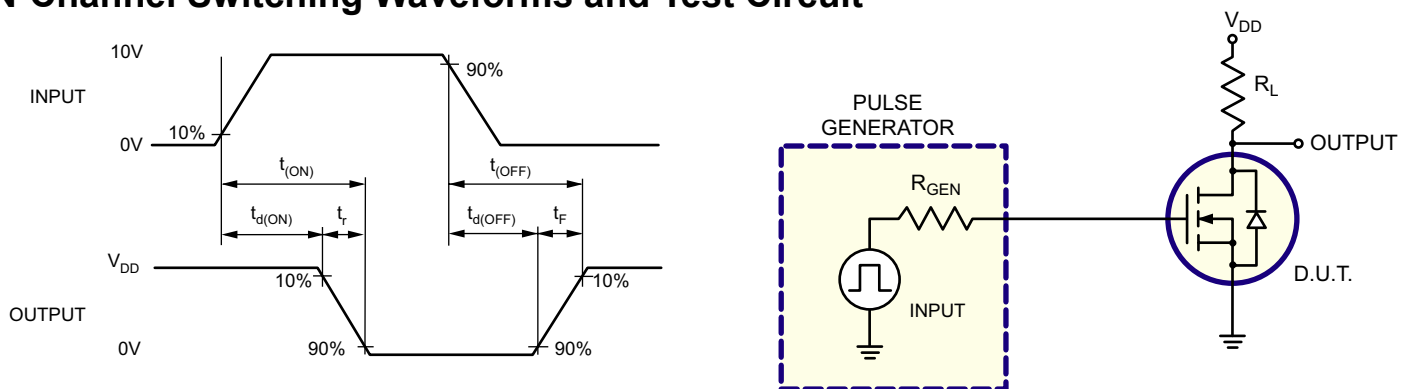 N-Channel Switching Waveforms and Test Circuit
10V
INPUT
0V
10%
90%
t(ON)
t(OFF)
td(ON)
tr
td(OFF)
tF
VDD
OUTPUT
0V
10%
90%
10%
90%
PULSE
GENERATOR
RGEN
INPUT
VDD
RL
OUTPUT
D.U.T.